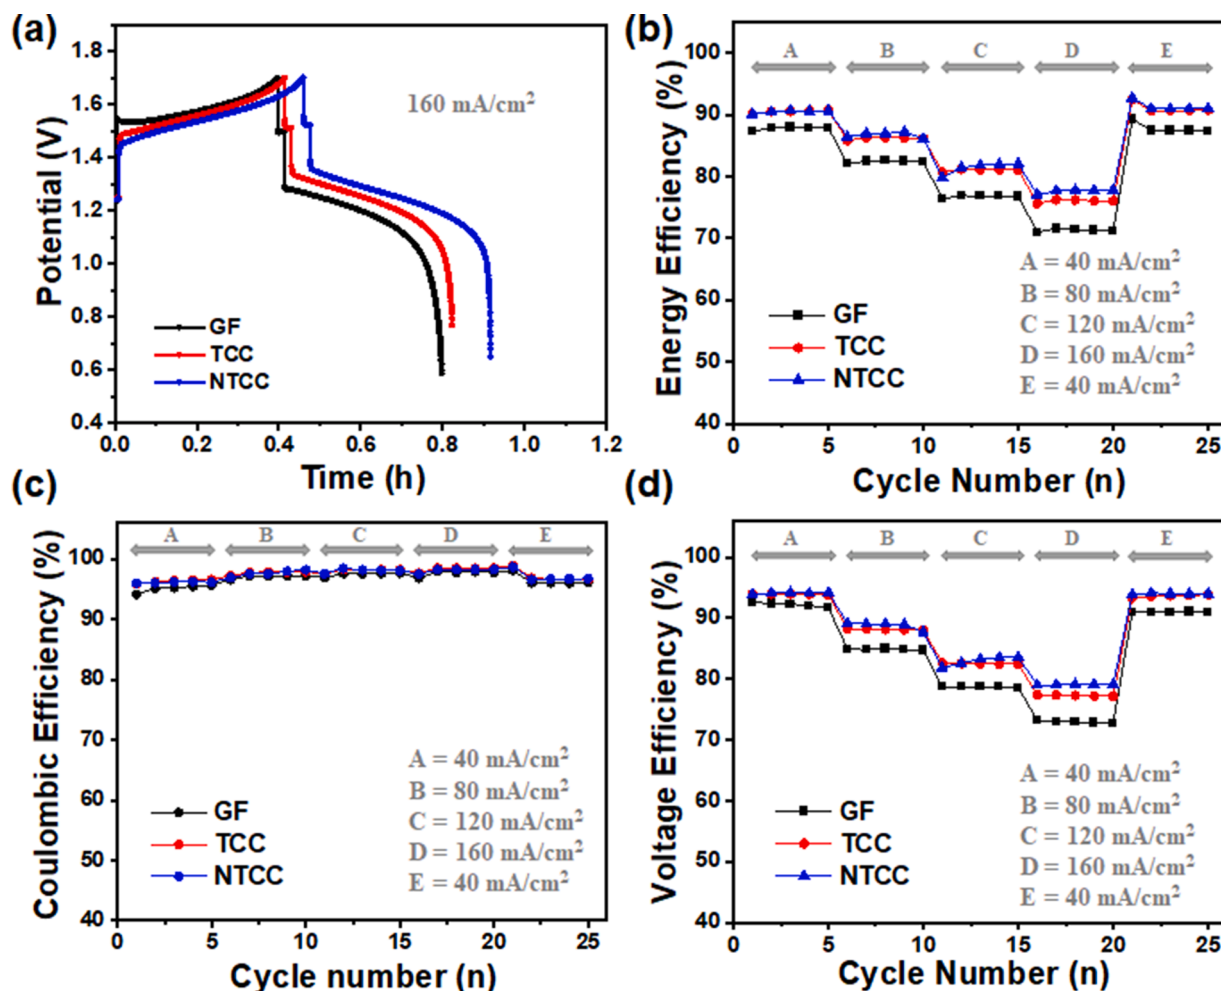 (a)
1.8
1.6
1.4
1.2
1.0
0.8
0.6
0.4
Potential (V)
160 mA/cm²
GF
TCC
NTCC
0.0 0.2 0.4 0.6 0.8 1.0 1.2
Time (h)
(b)
100
90
80
70
60
50
40
Energy Efficiency (%)
A B C D E
A = 40 mA/cm²
B = 80 mA/cm²
C = 120 mA/cm²
D = 160 mA/cm²
E = 40 mA/cm²
GF
TCC
NTCC
0 5 10 15 20 25
Cycle Number (n)
(c)
100
90
80
70
60
50
40
Coulombic Efficiency (%)
A B C D E
A = 40 mA/cm²
B = 80 mA/cm²
C = 120 mA/cm²
D = 160 mA/cm²
E = 40 mA/cm²
GF
TCC
NTCC
0 5 10 15 20 25
Cycle number (n)
(d)
100
90
80
70
60
50
40
Voltage Efficiency (%)
A B C D E
A = 40 mA/cm²
B = 80 mA/cm²
C = 120 mA/cm²
D = 160 mA/cm²
E = 40 mA/cm²
GF
TCC
NTCC
0 5 10 15 20 25
Cycle Number (n)